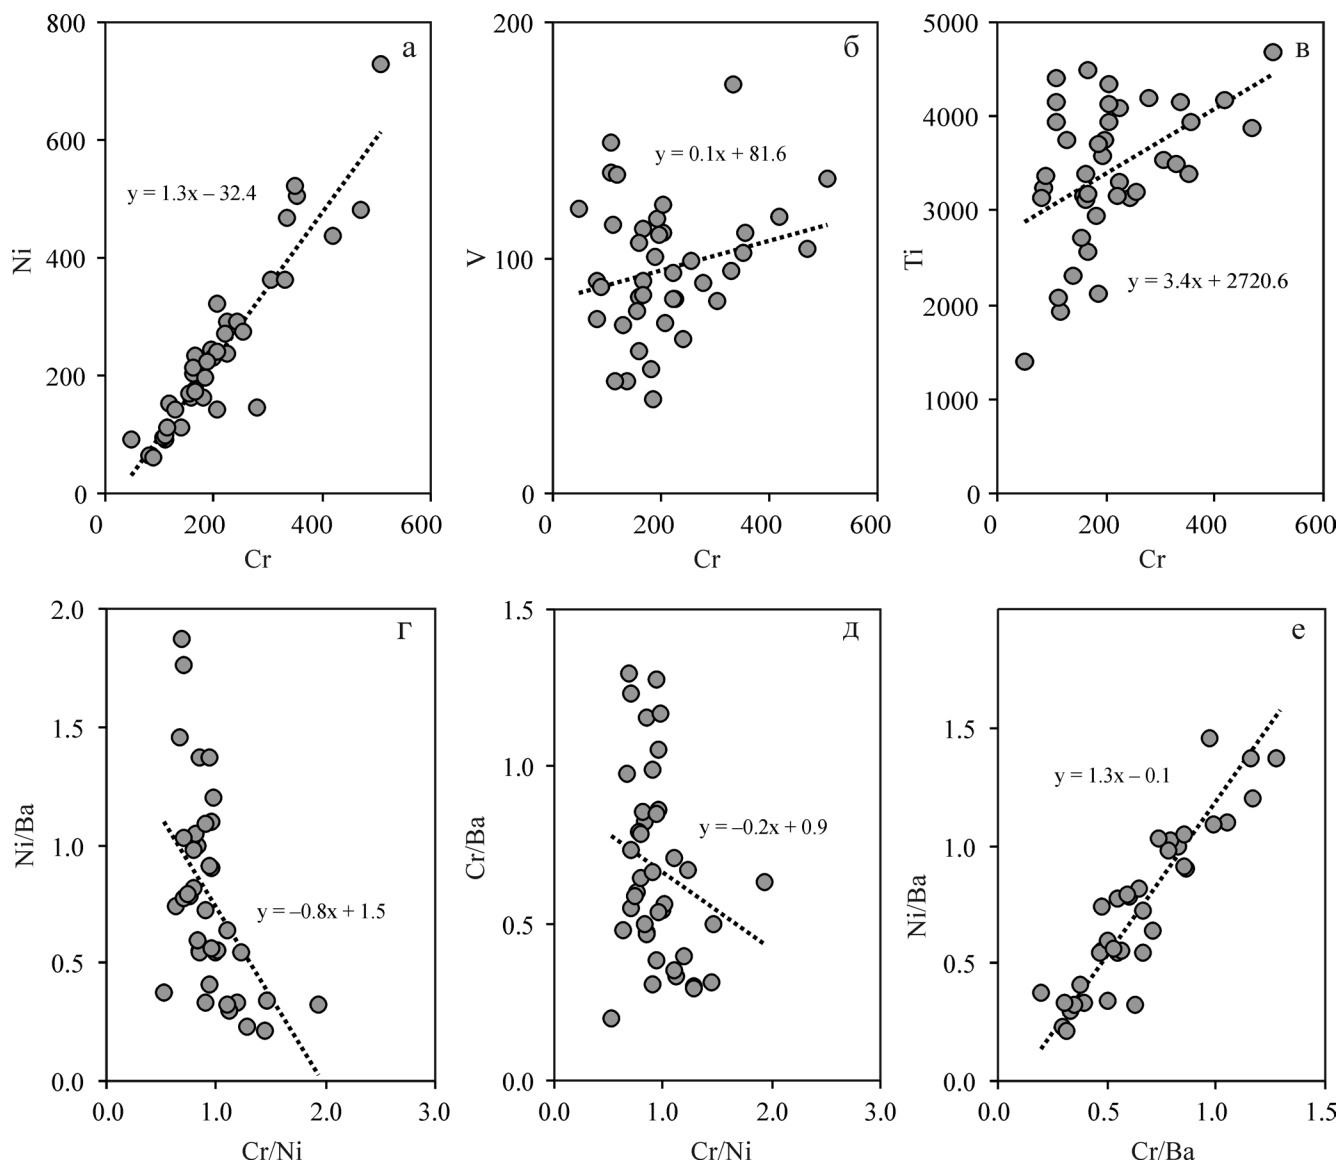 а
Ni
800
600
400
200
0
y = 1.3x – 32.4
0 200 400 600
Cr
б
V
200
100
0
y = 0.1x + 81.6
0 200 400 600
Cr
в
Ti
5000
4000
3000
2000
1000
0
y = 3.4x + 2720.6
0 200 400 600
Cr
г
Ni/Ba
2.0
1.5
1.0
0.5
0.0
y = –0.8x + 1.5
0.0 1.0 2.0 3.0
Cr/Ni
д
Cr/Ba
1.5
1.0
0.5
0.0
y = –0.2x + 0.9
0.0 1.0 2.0 3.0
Cr/Ni
е
Ni/Ba
1.5
1.0
0.5
0.0
y = 1.3x – 0.1
0.0 0.5 1.0 1.5
Cr/Ba